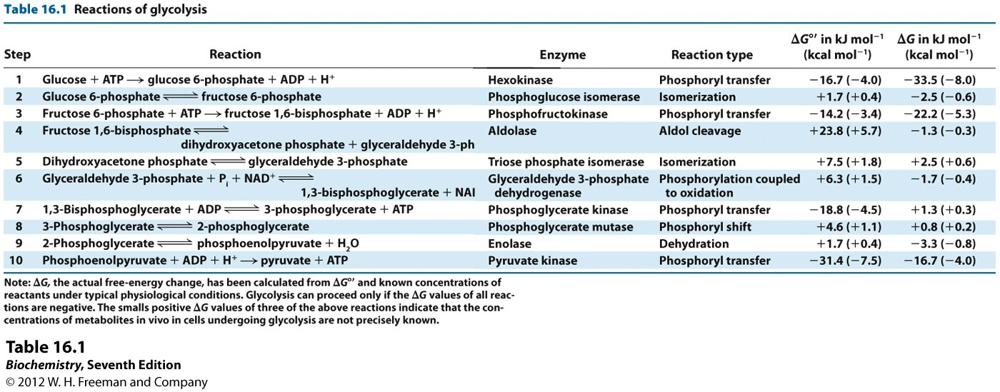 Table 16.1 Reactions of glycolysis
Step Reaction Enzyme Reaction type ΔG°′ in kJ mol⁻¹ (kcal mol⁻¹) ΔG in kJ mol⁻¹ (kcal mol⁻¹)
1 Glucose + ATP ⟶ glucose 6-phosphate + ADP + H⁺ Hexokinase Phosphoryl transfer −16.7 (−4.0) −33.5 (−8.0)
2 Glucose 6-phosphate ⇌ fructose 6-phosphate Phosphoglucose isomerase Isomerization +1.7 (+0.4) −2.5 (−0.6)
3 Fructose 6-phosphate + ATP ⟶ fructose 1,6-bisphosphate + ADP + H⁺ Phosphofructokinase Phosphoryl transfer −14.2 (−3.4) −22.2 (−5.3)
4 Fructose 1,6-bisphosphate ⇌ Aldolase Aldol cleavage +23.8 (+5.7) −1.3 (−0.3)
dihydroxyacetone phosphate + glyceraldehyde 3-ph
5 Dihydroxyacetone phosphate ⇌ glyceraldehyde 3-phosphate Triose phosphate isomerase Isomerization +7.5 (+1.8) +2.5 (+0.6)
6 Glyceraldehyde 3-phosphate + Pᵢ + NAD⁺ ⇌ Glyceraldehyde 3-phosphate Phosphorylation coupled +6.3 (+1.5) −1.7 (−0.4)
1,3-bisphosphoglycerate + NAI dehydrogenase to oxidation
7 1,3-Bisphosphoglycerate + ADP ⇌ 3-phosphoglycerate + ATP Phosphoglycerate kinase Phosphoryl transfer −18.8 (−4.5) +1.3 (+0.3)
8 3-Phosphoglycerate ⇌ 2-phosphoglycerate Phosphoglycerate mutase Phosphoryl shift +4.6 (+1.1) +0.8 (+0.2)
9 2-Phosphoglycerate ⇌ phosphoenolpyruvate + H₂O Enolase Dehydration +1.7 (+0.4) −3.3 (−0.8)
10 Phosphoenolpyruvate + ADP + H⁺ ⟶ pyruvate + ATP Pyruvate kinase Phosphoryl transfer −31.4 (−7.5) −16.7 (−4.0)
Note: ΔG, the actual free-energy change, has been calculated from ΔG°′ and known concentrations of
reactants under typical physiological conditions. Glycolysis can proceed only if the ΔG values of all reac-
tions are negative. The smalls positive ΔG values of three of the above reactions indicate that the con-
centrations of metabolites in vivo in cells undergoing glycolysis are not precisely known.
Table 16.1
Biochemistry, Seventh Edition
© 2012 W. H. Freeman and Company